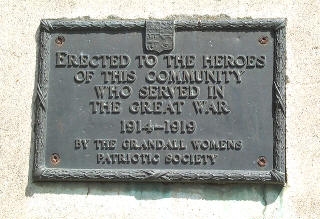 ERECTED TO THE HEROES
OF THIS COMMUNITY
WHO SERVED IN
THE GREAT WAR
1914-1919
BY THE GRANDALL WOMENS
PATRIOTIC SOCIETY